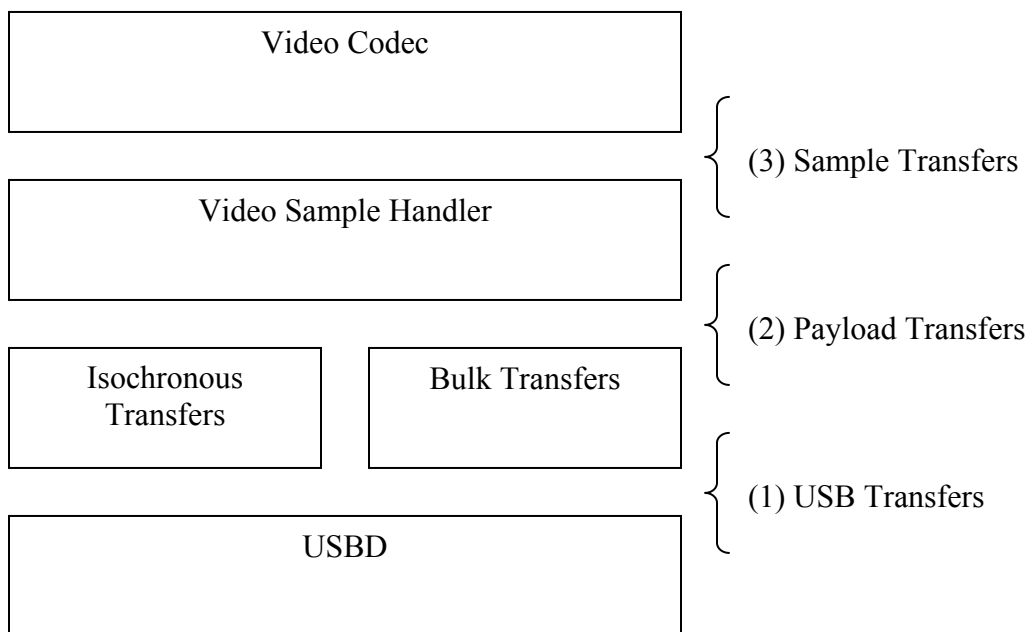 Video Codec
(3) Sample Transfers
Video Sample Handler
(2) Payload Transfers
Isochronous
Transfers
Bulk Transfers
(1) USB Transfers
USBD